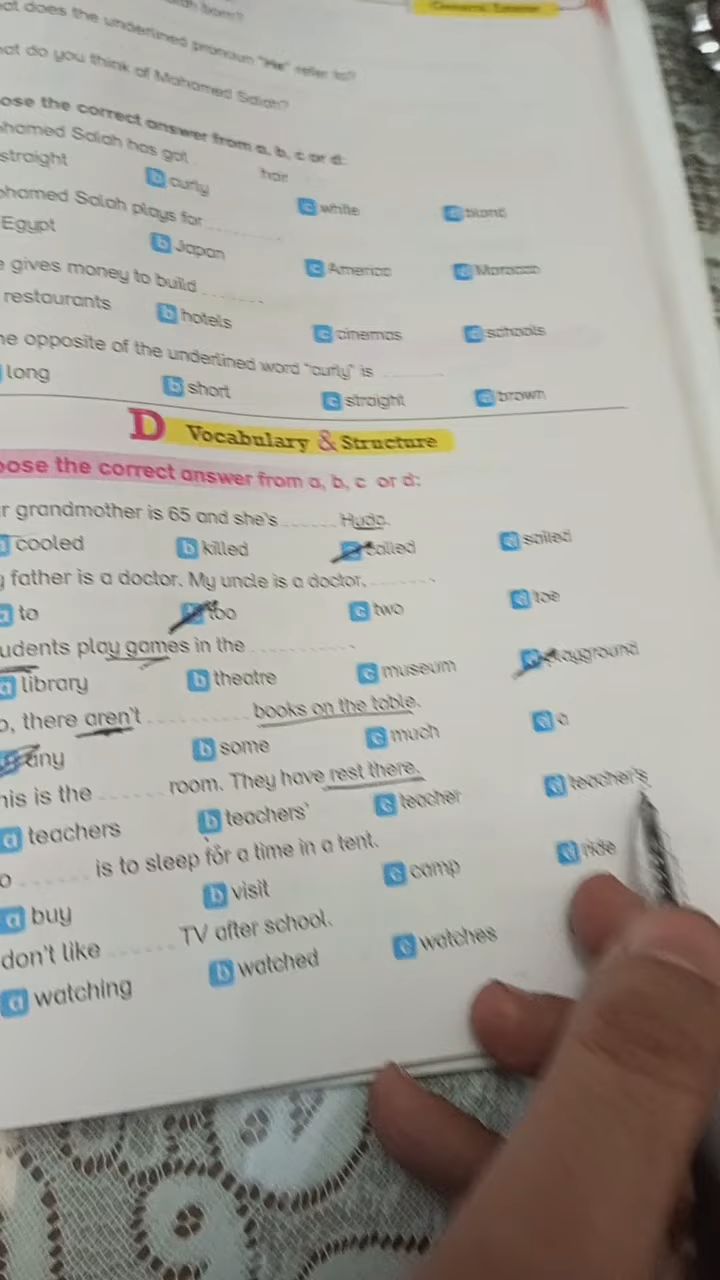 at does the underlined pronoun "He" refer to?
at do you think of Mohamed Salah?
ose the correct answer from a, b, c or d:
hamed Salah has got hair
straight b curly c white d blond
ohamed Salah plays for
Egypt b Japan c America d Morocco
e gives money to build
restaurants b hotels c cinemas d schools
he opposite of the underlined word "curly" is
long b short c straight d brown
D Vocabulary & Structure
oose the correct answer from a, b, c or d:
r grandmother is 65 and she's ...... Huda.
cooled b killed called d sailed
father is a doctor. My uncle is a doctor,
a to too c two d toe
udents play games in the
a library b theatre c museum playground
o, there aren't books on the table.
any b some c much d a
his is the ...... room. They have rest there.
a teachers b teachers' c teacher d teacher's
o ...... is to sleep for a time in a tent.
a buy b visit c camp d ride
don't like ...... TV after school.
a watching b watched c watches